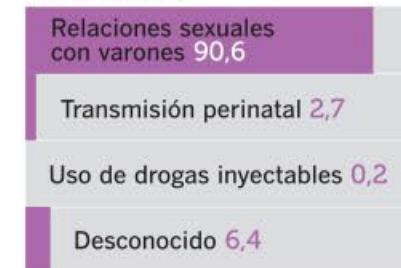 Relaciones sexuales
con varones 90,6
Transmisión perinatal 2,7
Uso de drogas inyectables 0,2
Desconocido 6,4